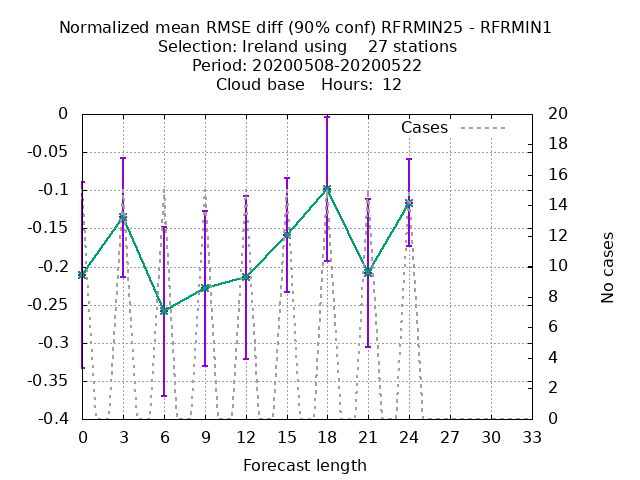 Normalized mean RMSE diff (90% conf) RFRMIN25 - RFRMIN1
Selection: Ireland using    27 stations
Period: 20200508-20200522
Cloud base   Hours:  12
Cases
0
-0.05
-0.1
-0.15
-0.2
-0.25
-0.3
-0.35
-0.4
20
18
16
14
12
10
8
6
4
2
0
No cases
0 3 6 9 12 15 18 21 24 27 30 33
Forecast length